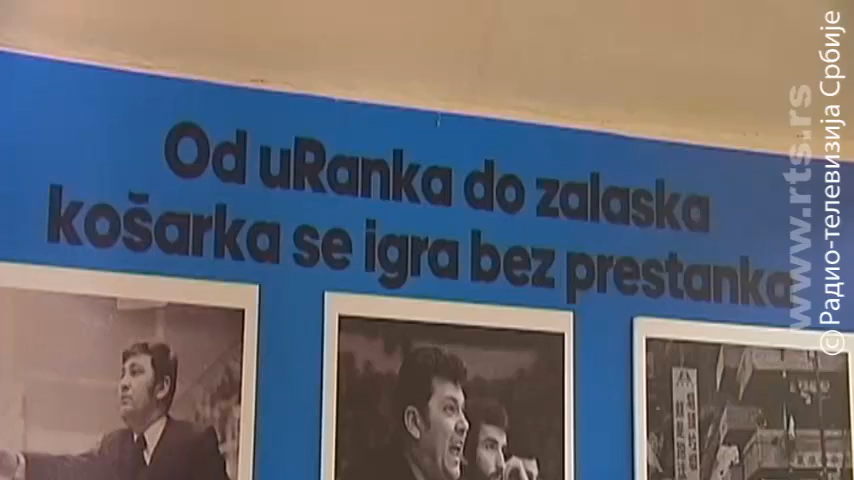 Od uRanka do zalaska
košarka se igra bez prestanka
www.rts.rs
© Радио-телевизија Србије